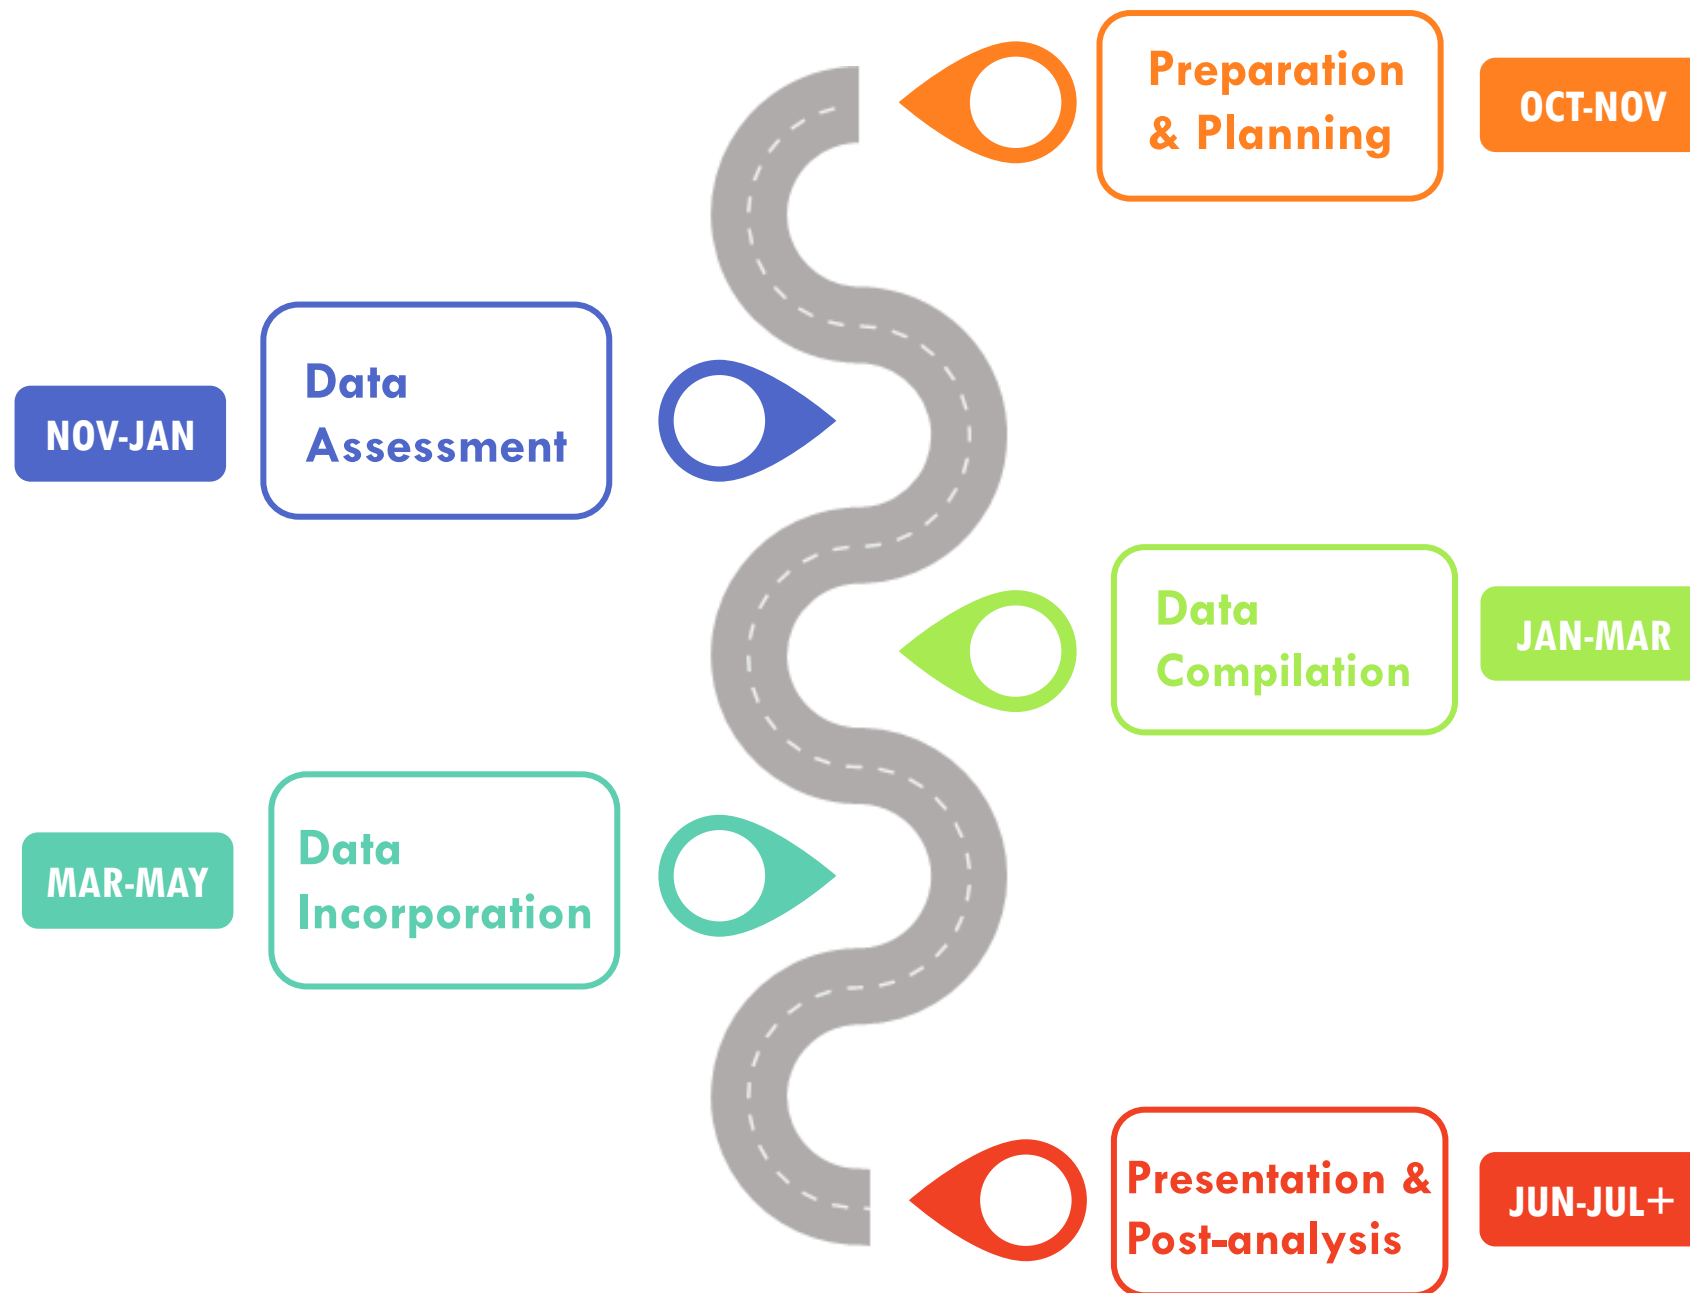 Preparation
& Planning
OCT-NOV
NOV-JAN
Data
Assessment
Data
Compilation
JAN-MAR
MAR-MAY
Data
Incorporation
Presentation &
Post-analysis
JUN-JUL+